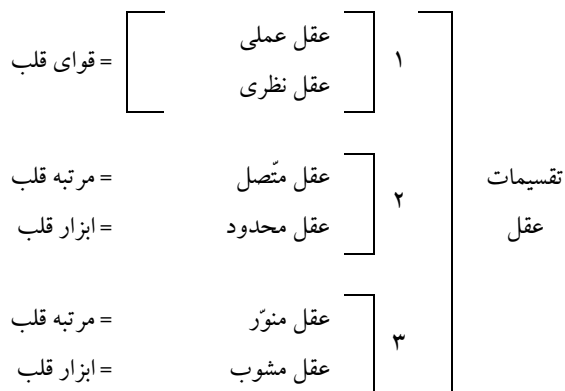 تقسیمات
عقل
۱
عقل عملی
عقل نظری
= قوای قلب
۲
عقل متّصل = مرتبه قلب
عقل محدود = ابزار قلب
۳
عقل منوّر = مرتبه قلب
عقل مشوب = ابزار قلب